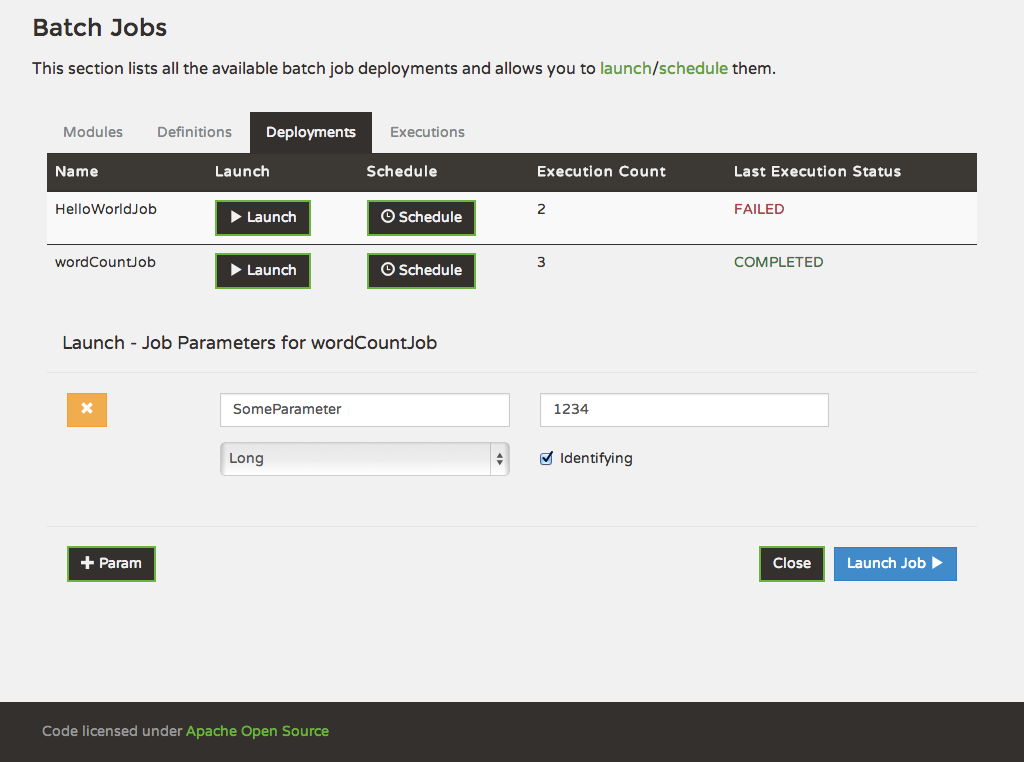 Batch Jobs
This section lists all the available batch job deployments and allows you to launch/schedule them.
Modules Definitions Deployments Executions
Name Launch Schedule Execution Count Last Execution Status
HelloWorldJob Launch Schedule 2 FAILED
wordCountJob Launch Schedule 3 COMPLETED
Launch - Job Parameters for wordCountJob
SomeParameter 1234
Long Identifying
Param Close Launch Job
Code licensed under Apache Open Source